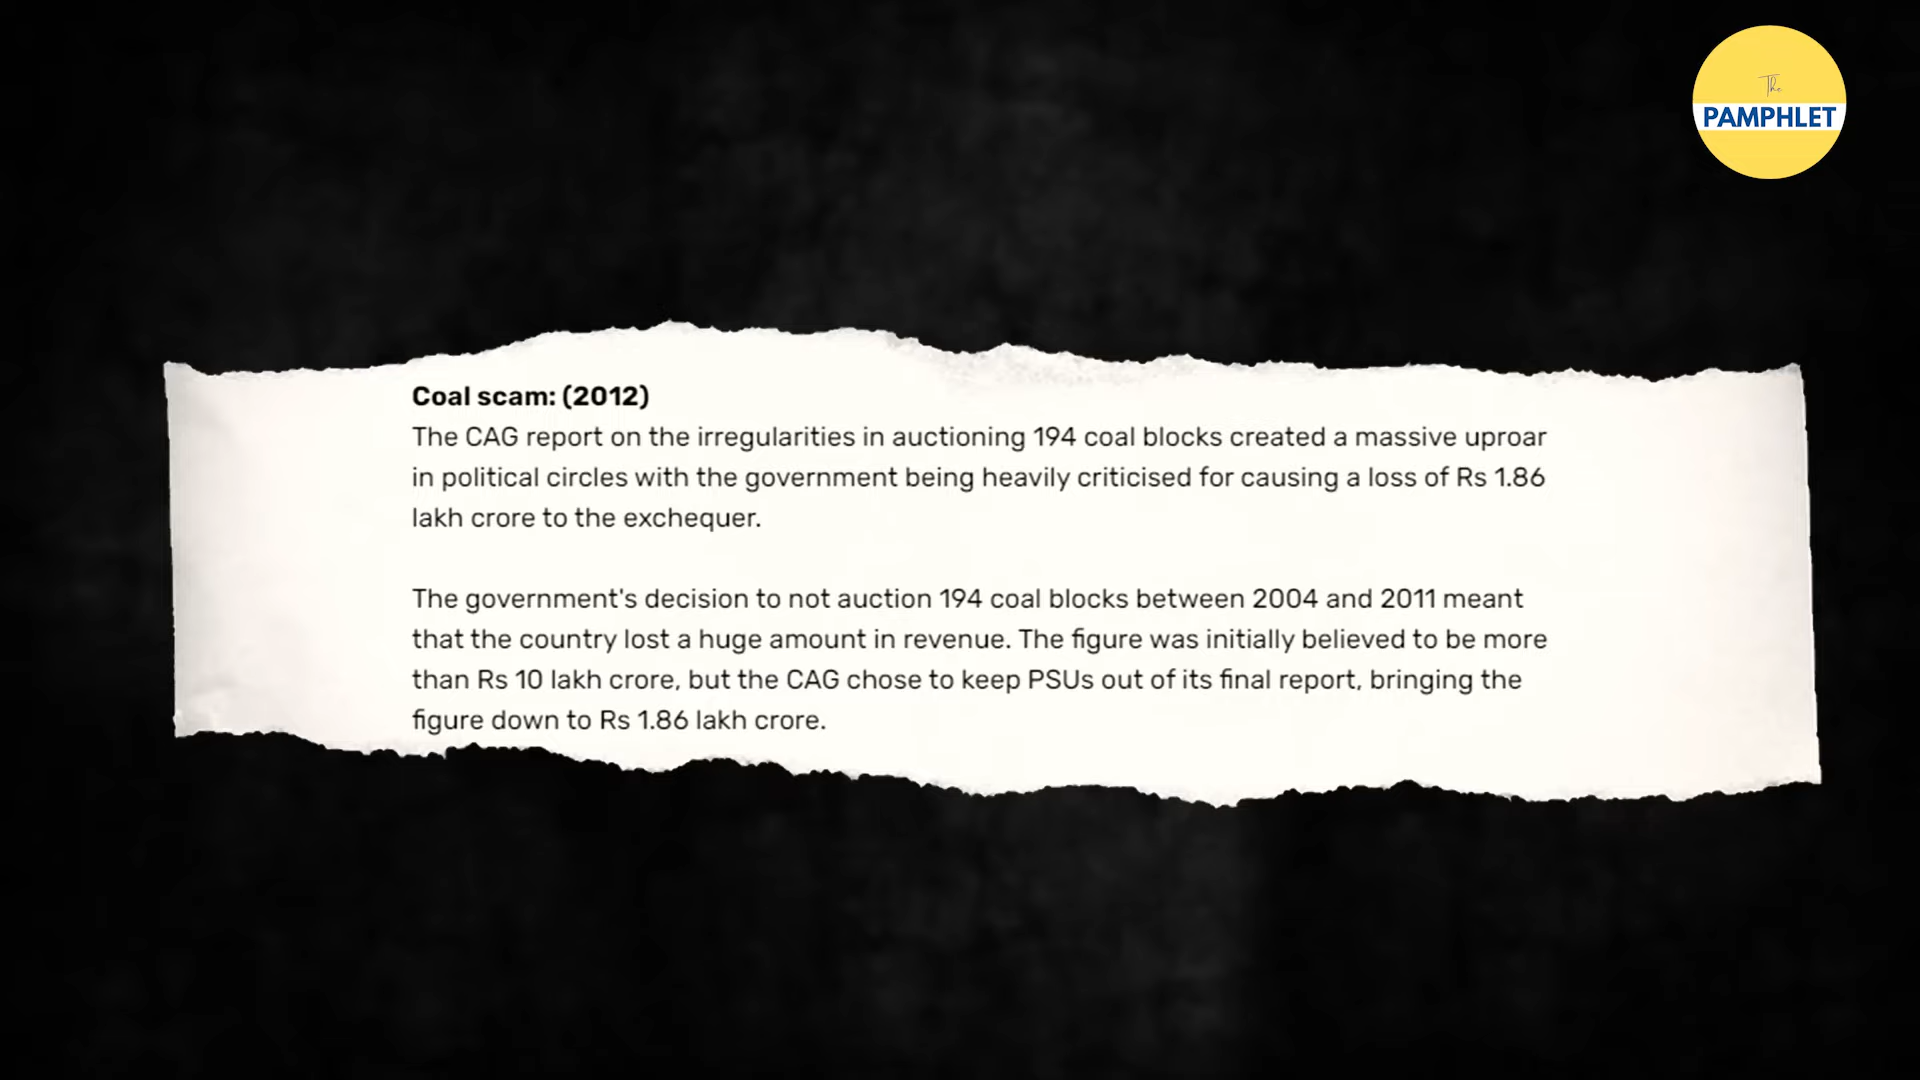 The
PAMPHLET
Coal scam: (2012)
The CAG report on the irregularities in auctioning 194 coal blocks created a massive uproar
in political circles with the government being heavily criticised for causing a loss of Rs 1.86
lakh crore to the exchequer.
The government's decision to not auction 194 coal blocks between 2004 and 2011 meant
that the country lost a huge amount in revenue. The figure was initially believed to be more
than Rs 10 lakh crore, but the CAG chose to keep PSUs out of its final report, bringing the
figure down to Rs 1.86 lakh crore.